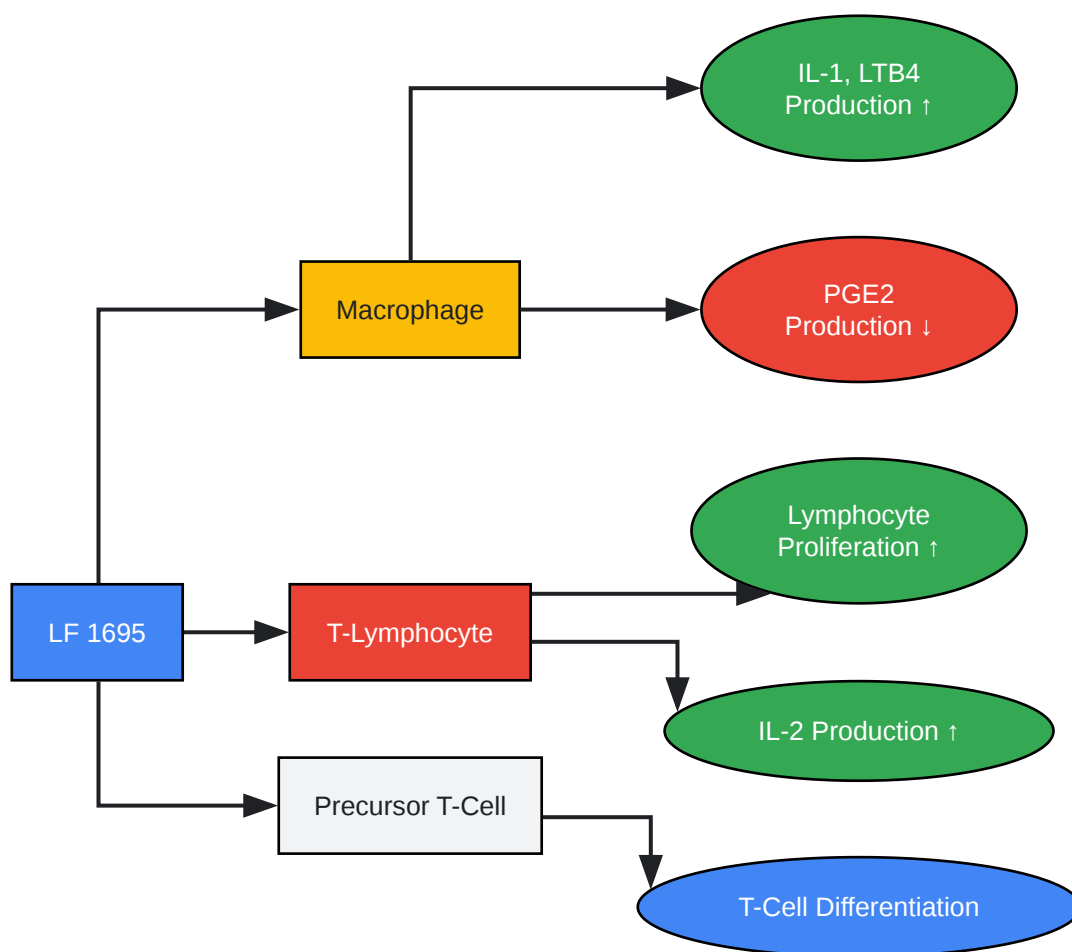 IL-1, LTB4
Production ↑
Macrophage
PGE2
Production ↓
Lymphocyte
Proliferation ↑
LF 1695
T-Lymphocyte
IL-2 Production ↑
Precursor T-Cell
T-Cell Differentiation